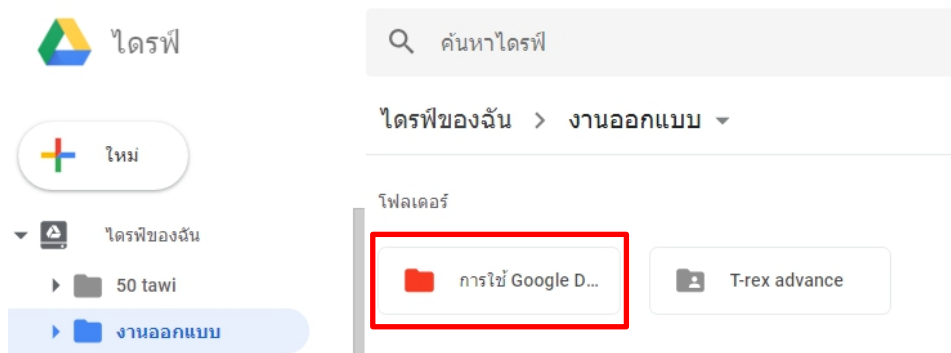 ไดรฟ์
ค้นหาไดรฟ์
ไดรฟ์ของฉัน > งานออกแบบ
ใหม่
โฟลเดอร์
ไดรฟ์ของฉัน
50 tawi
งานออกแบบ
การใช้ Google D...
T-rex advance